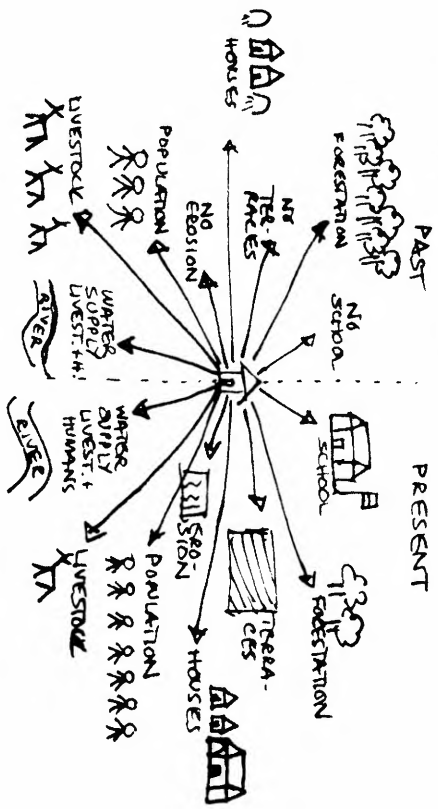 PAST
PRESENT
FORESTATION
NO
SCHOOL
SCHOOL
FORESTATION
NO
TER-
RACES
TERRA-
CES
HOUSES
HOUSES
NO
EROSION
ERO-
SION
POPULATION
POPULATION
LIVESTOCK
LIVESTOCK
WATER
SUPPLY
LIVEST.+H.
RIVER
WATER
SUPPLY
LIVEST. +
HUMANS
RIVER